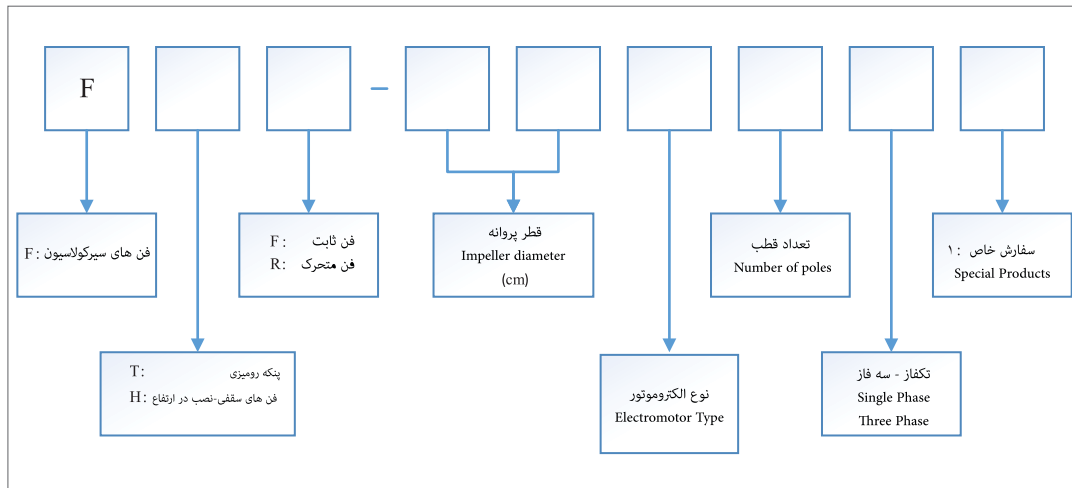 F
–
فن های سیرکولاسیون : F
فن ثابت : F
فن متحرک : R
قطر پروانه
Impeller diameter
(cm)
تعداد قطب
Number of poles
سفارش خاص : ۱
Special Products
پنکه رومیزی : T
فن های سقفی-نصب در ارتفاع : H
نوع الکتروموتور
Electromotor Type
تکفاز - سه فاز
Single Phase
Three Phase